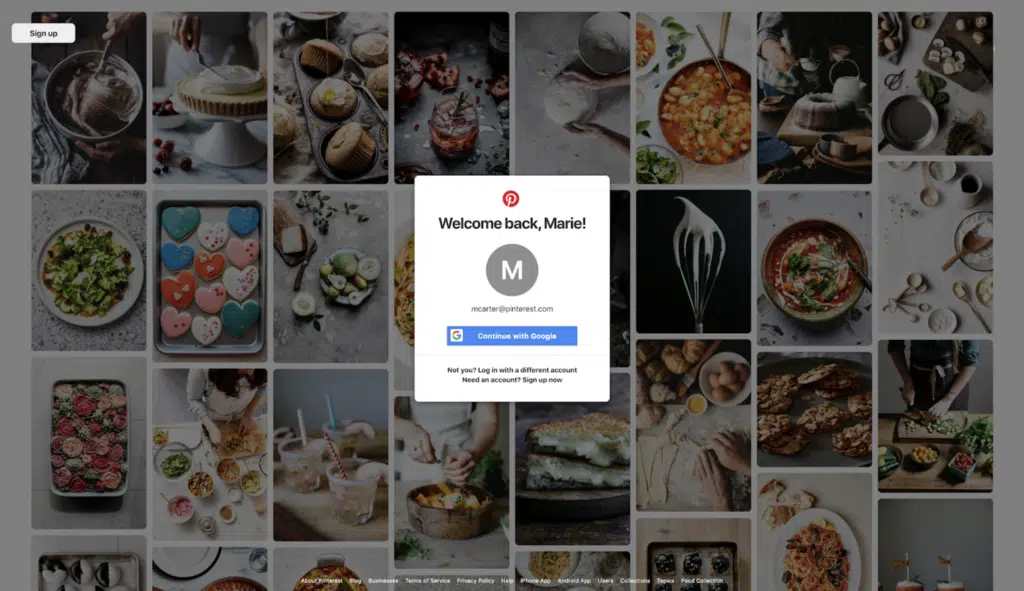 Sign up
Welcome back, Marie!
M
mcarter@pinterest.com
G Continue with Google
Not you? Log in with a different account
Need an account? Sign up now
About Pinterest Blog Businesses Terms of Service Privacy Policy Help iPhone App Android App Users Collections Topics Food Collection